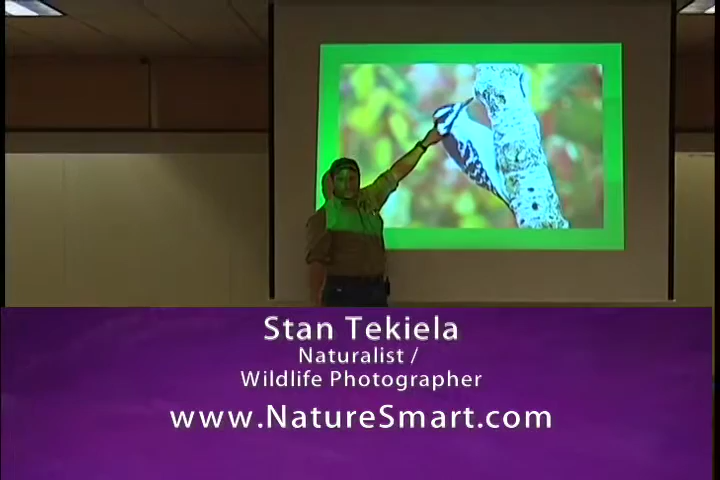 Stan Tekiela
Naturalist /
Wildlife Photographer
www.NatureSmart.com